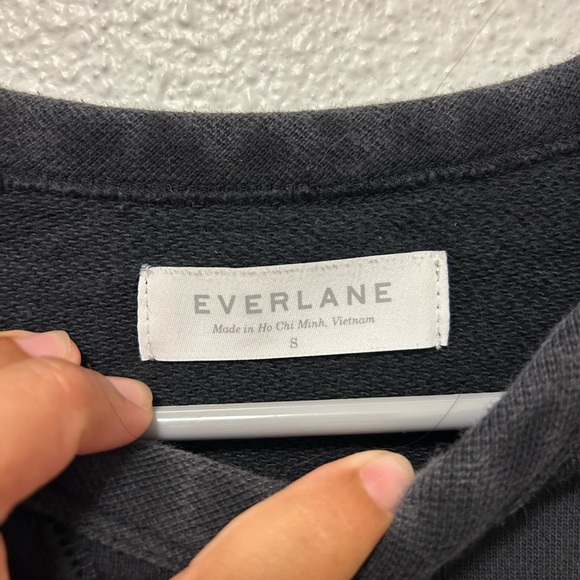 EVERLANE
Made in Ho Chi Minh, Vietnam
S